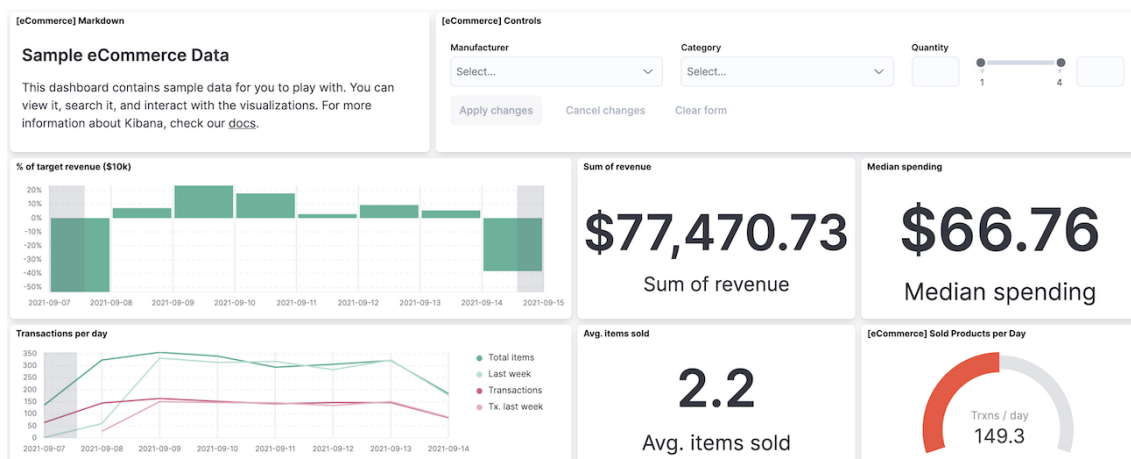 [eCommerce] Markdown
Sample eCommerce Data
This dashboard contains sample data for you to play with. You can
view it, search it, and interact with the visualizations. For more
information about Kibana, check our docs.
[eCommerce] Controls
Manufacturer
Select...
Category
Select...
Quantity
1
4
Apply changes
Cancel changes
Clear form
% of target revenue ($10k)
20%
10%
0%
-10%
-20%
-30%
-40%
-50%
2021-09-07
2021-09-08
2021-09-09
2021-09-10
2021-09-11
2021-09-12
2021-09-13
2021-09-14
2021-09-15
Sum of revenue
$77,470.73
Sum of revenue
Median spending
$66.76
Median spending
Transactions per day
350
300
250
200
150
100
50
0
2021-09-07
2021-09-08
2021-09-09
2021-09-10
2021-09-11
2021-09-12
2021-09-13
2021-09-14
Total items
Last week
Transactions
Tx. last week
Avg. items sold
2.2
Avg. items sold
[eCommerce] Sold Products per Day
Trxns / day
149.3